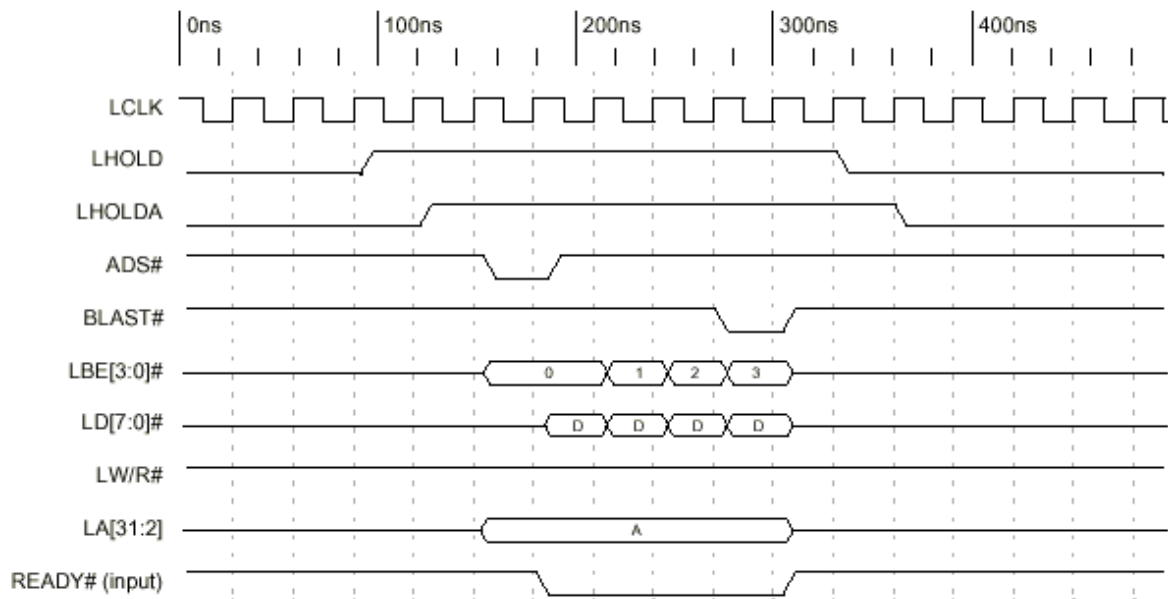 0ns 100ns 200ns 300ns 400ns
LCLK
LHOLD
LHOLDA
ADS#
BLAST#
LBE[3:0]# 0 1 2 3
LD[7:0]# D D D D
LW/R#
LA[31:2] A
READY# (input)